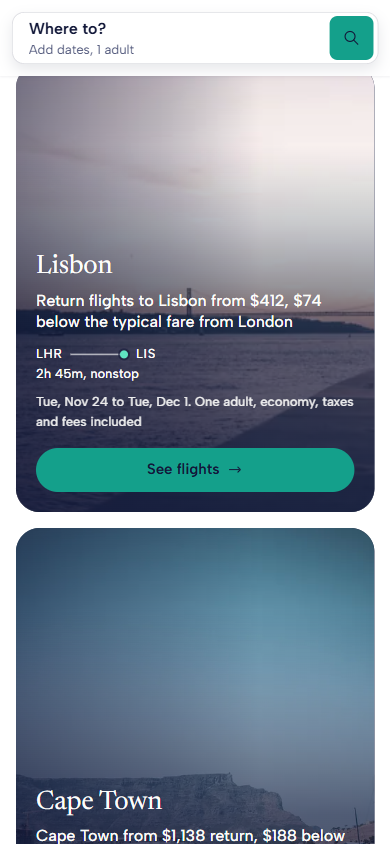 Where to?
Add dates, 1 adult
Lisbon
Return flights to Lisbon from $412, $74
below the typical fare from London
LHR LIS
2h 45m, nonstop
Tue, Nov 24 to Tue, Dec 1. One adult, economy, taxes
and fees included
See flights →
Cape Town
Cape Town from $1,138 return, $188 below